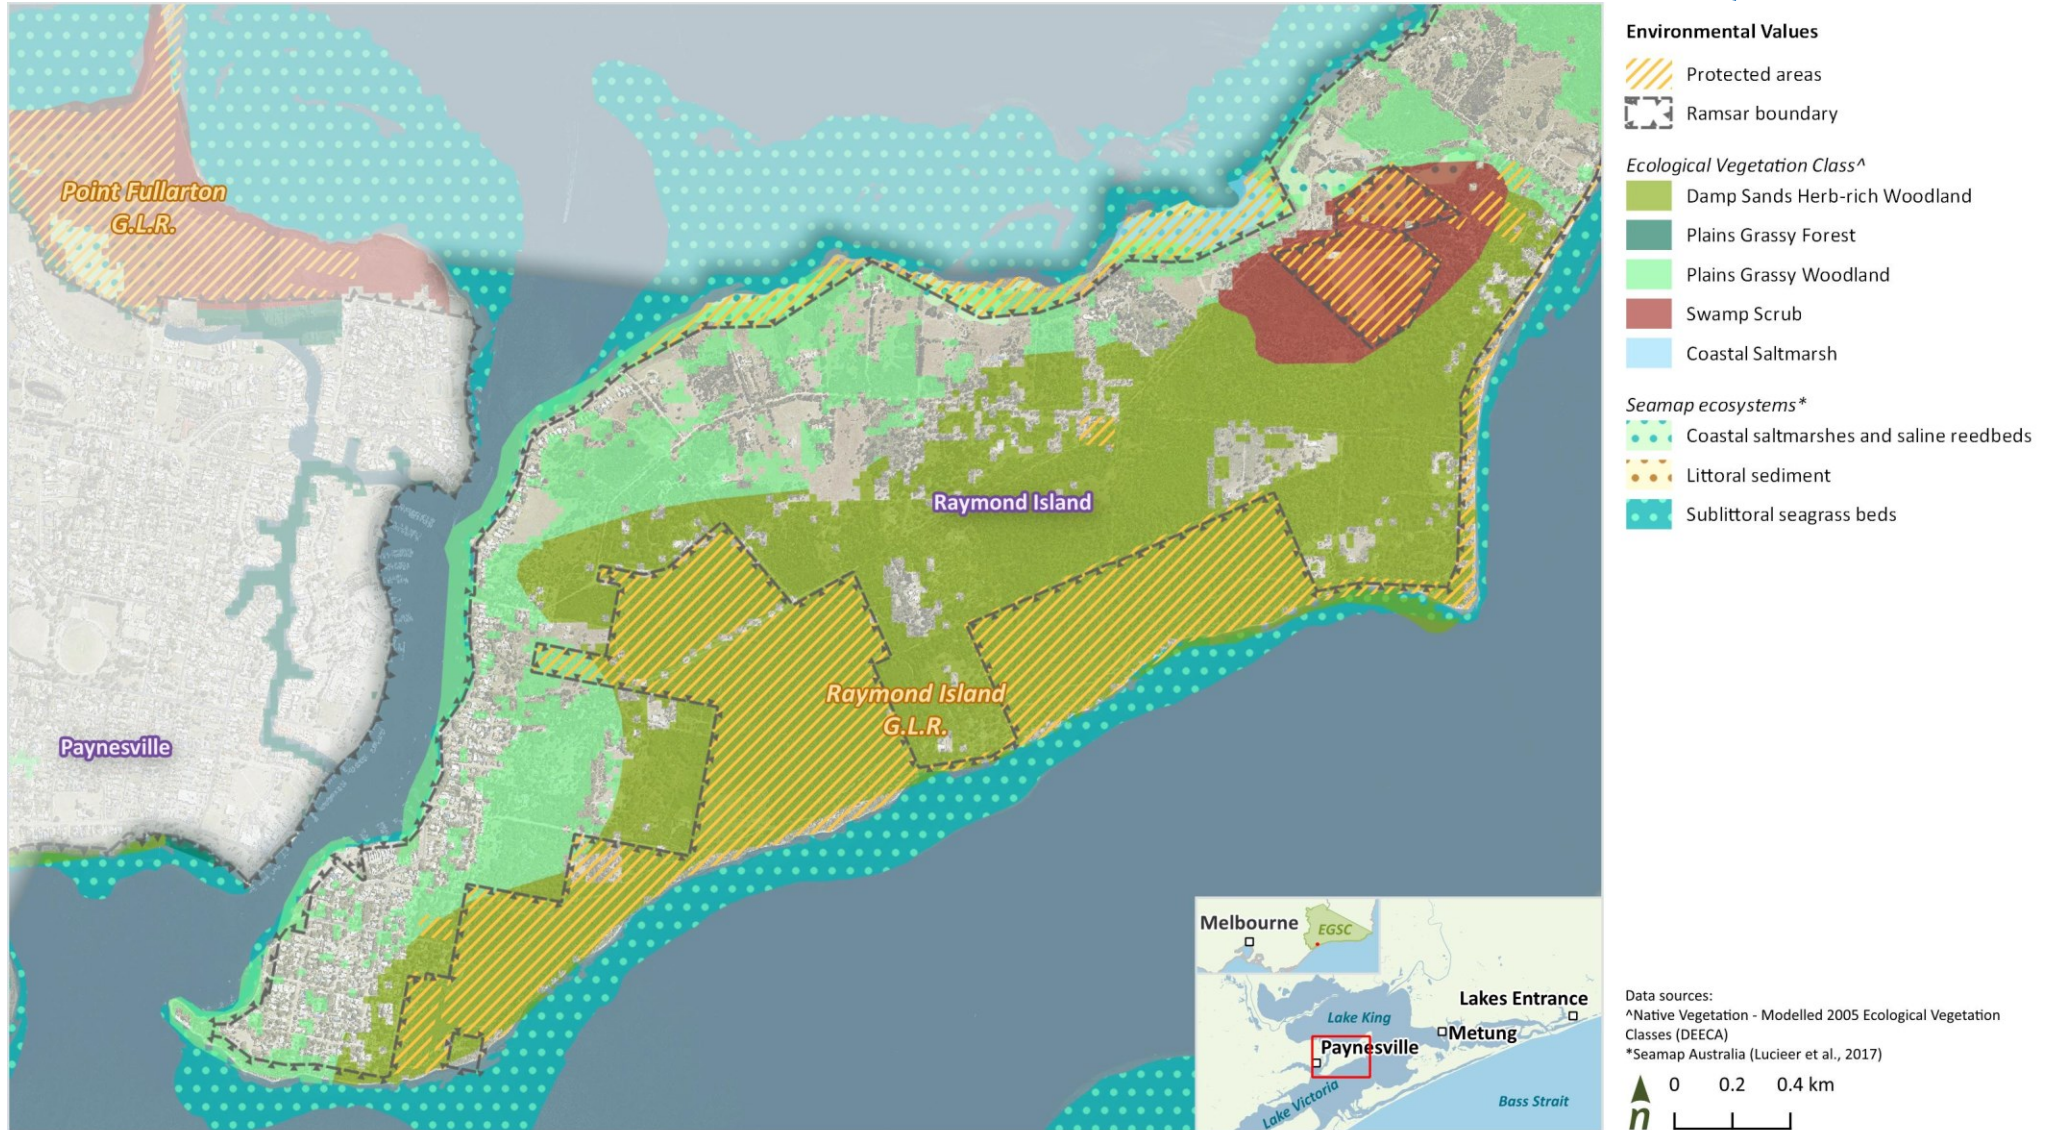 Point Fullarton
G.L.R.
Paynesville
Raymond Island
Raymond Island
G.L.R.
Melbourne
EGSC
Lake King
Lakes Entrance
Metung
Paynesville
Lake Victoria
Bass Strait
Environmental Values
Protected areas
Ramsar boundary
Ecological Vegetation Class^
Damp Sands Herb-rich Woodland
Plains Grassy Forest
Plains Grassy Woodland
Swamp Scrub
Coastal Saltmarsh
Seamap ecosystems*
Coastal saltmarshes and saline reedbeds
Littoral sediment
Sublittoral seagrass beds
Data sources:
^Native Vegetation - Modelled 2005 Ecological Vegetation
Classes (DEECA)
*Seamap Australia (Lucieer et al., 2017)
0 0.2 0.4 km
n